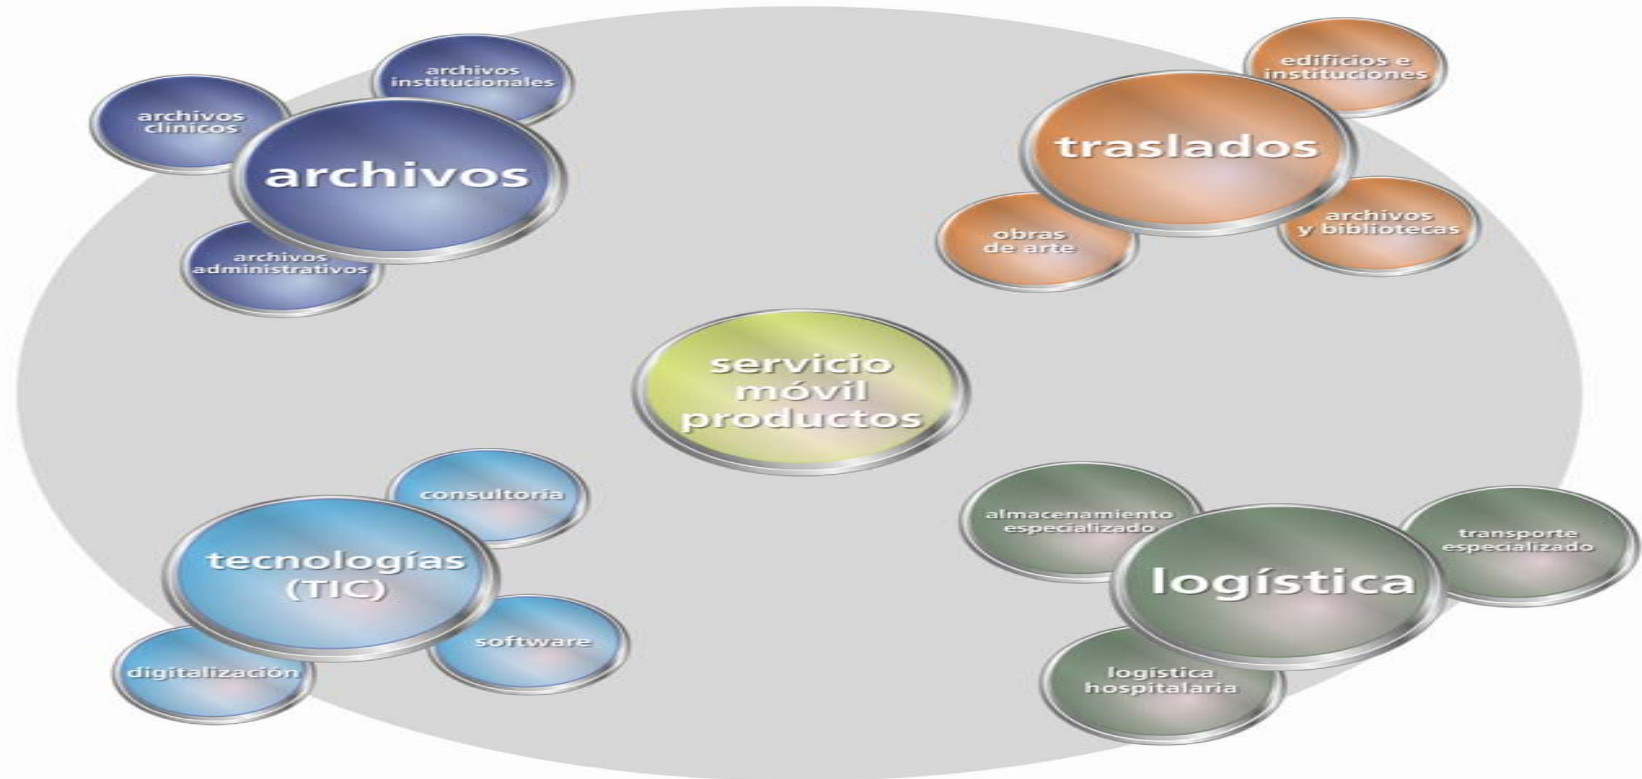 archivos
institucionales
archivos
clínicos
archivos
archivos
administrativos
edificios e
instituciones
traslados
obras
de arte
archivos
y bibliotecas
servicio
móvil
productos
consultoría
tecnologías
(TIC)
software
digitalización
almacenamiento
especializado
transporte
especializado
logística
logística
hospitalaria